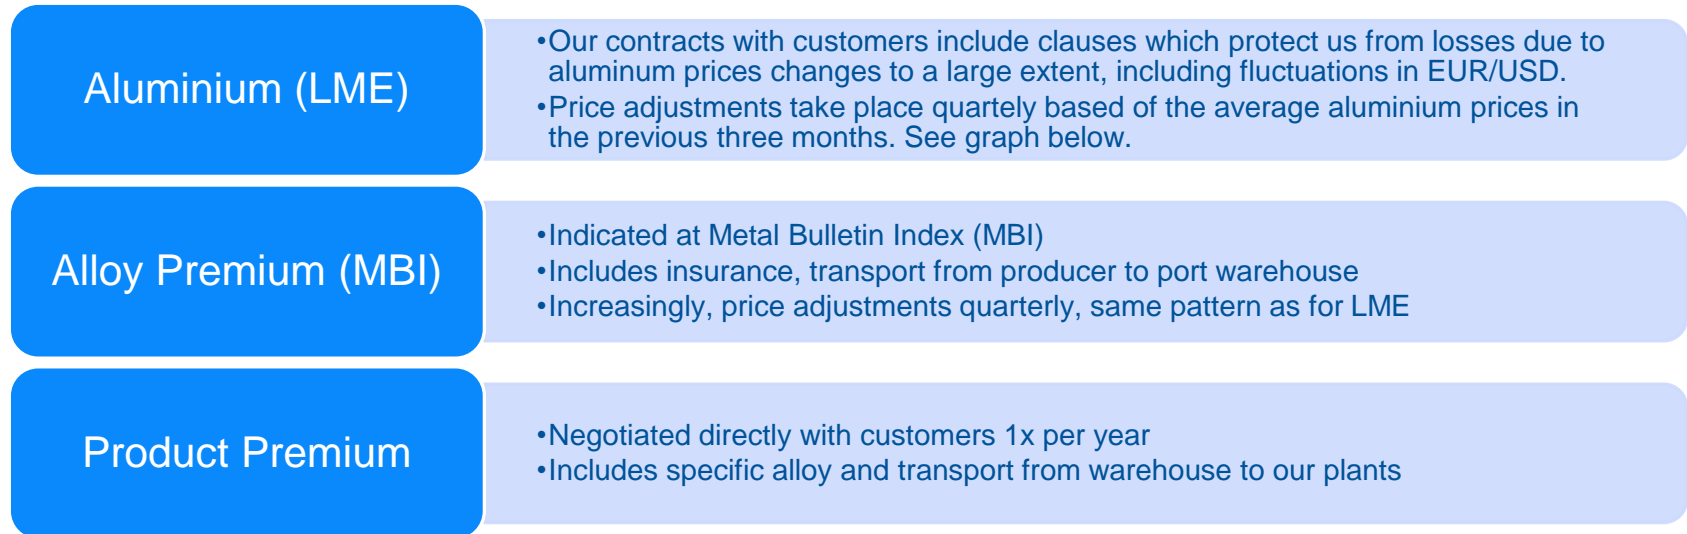 Aluminium (LME)
•Our contracts with customers include clauses which protect us from losses due to
aluminum prices changes to a large extent, including fluctuations in EUR/USD.
•Price adjustments take place quartely based of the average aluminium prices in
the previous three months. See graph below.
Alloy Premium (MBI)
•Indicated at Metal Bulletin Index (MBI)
•Includes insurance, transport from producer to port warehouse
•Increasingly, price adjustments quarterly, same pattern as for LME
Product Premium
•Negotiated directly with customers 1x per year
•Includes specific alloy and transport from warehouse to our plants